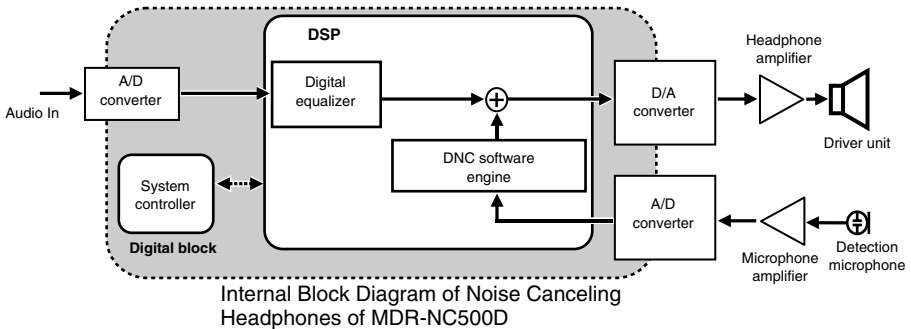 DSP
Headphone
amplifier
A/D
converter
Digital
equalizer
D/A
converter
Audio In
Driver unit
DNC software
engine
System
controller
A/D
converter
Digital block
Microphone
amplifier
Detection
microphone
Internal Block Diagram of Noise Canceling
Headphones of MDR-NC500D